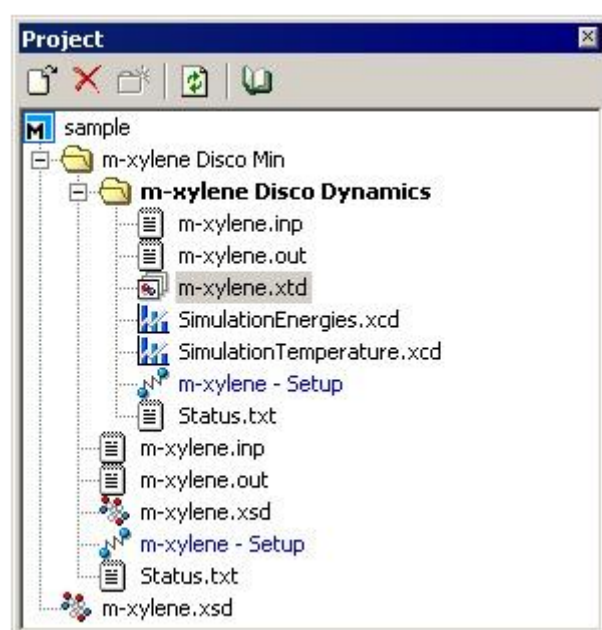 Project
sample
m-xylene Disco Min
m-xylene Disco Dynamics
m-xylene.inp
m-xylene.out
m-xylene.xtd
SimulationEnergies.xcd
SimulationTemperature.xcd
m-xylene - Setup
Status.txt
m-xylene.inp
m-xylene.out
m-xylene.xsd
m-xylene - Setup
Status.txt
m-xylene.xsd